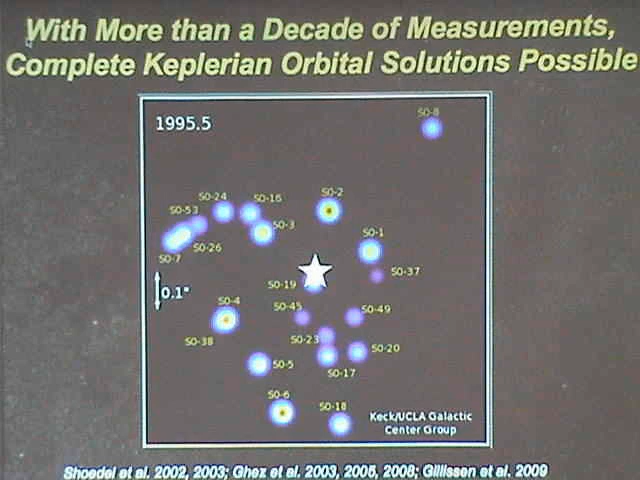 With More than a Decade of Measurements,
Complete Keplerian Orbital Solutions Possible
1995.5
S0-8
S0-24
S0-16
S0-2
S0-53
S0-3
S0-1
S0-26
S0-7
S0-37
S0-19
0.1"
S0-4
S0-45
S0-49
S0-38
S0-23
S0-20
S0-5
S0-17
S0-6
S0-18
Keck/UCLA Galactic
Center Group
Shoedel et al. 2002, 2003; Ghez et al. 2003, 2005, 2008; Gillissen et al. 2009